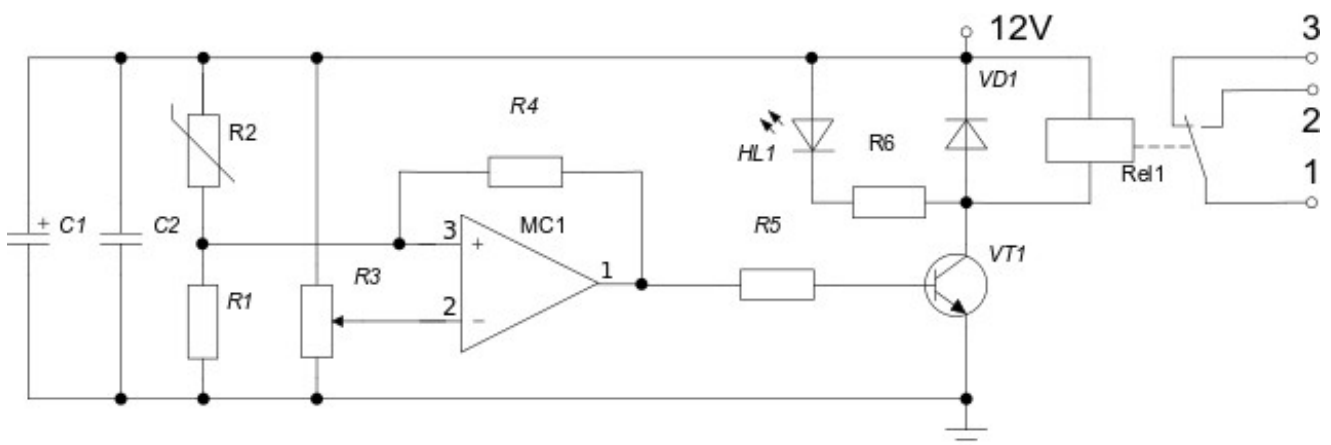 12V
3
VD1
R4
R2
2
HL1
R6
Rel1
+ C1
C2
MC1
R5
1
3
+
VT1
R1
R3
1
2
−